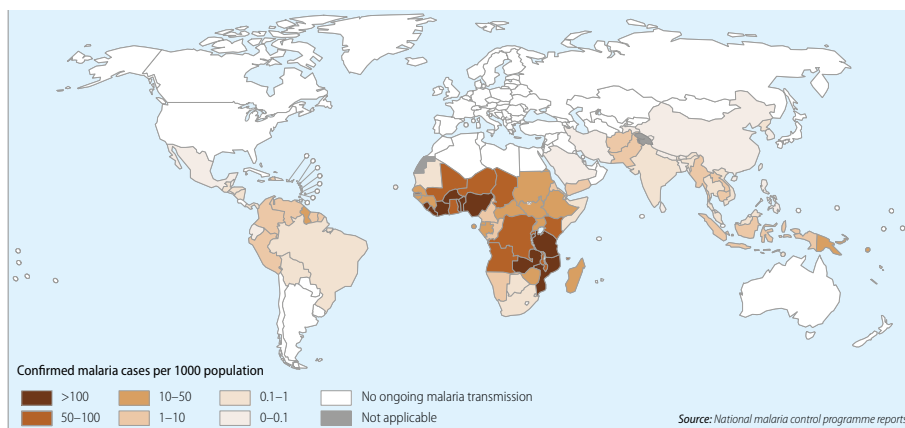 Confirmed malaria cases per 1000 population
>100 10–50 0.1–1 No ongoing malaria transmission
50–100 1–10 0–0.1 Not applicable
Source: National malaria control programme reports